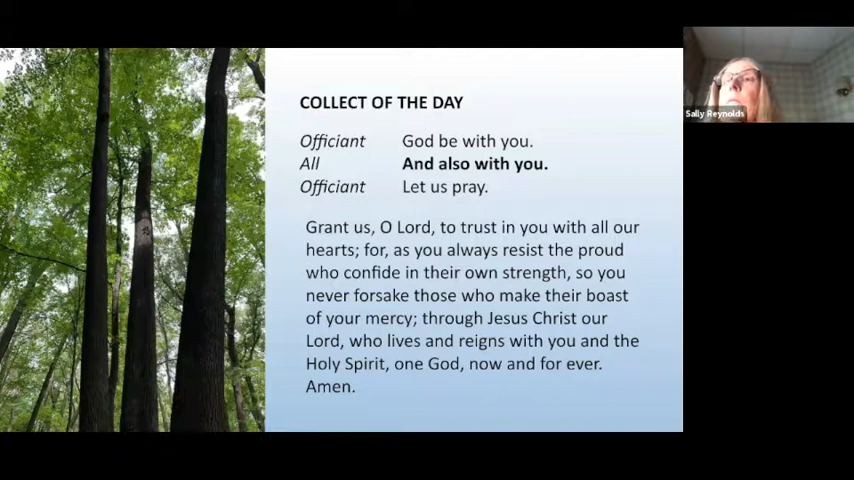 COLLECT OF THE DAY
Officiant God be with you.
All And also with you.
Officiant Let us pray.
Grant us, O Lord, to trust in you with all our
hearts; for, as you always resist the proud
who confide in their own strength, so you
never forsake those who make their boast
of your mercy; through Jesus Christ our
Lord, who lives and reigns with you and the
Holy Spirit, one God, now and for ever.
Amen.
Sally Reynolds